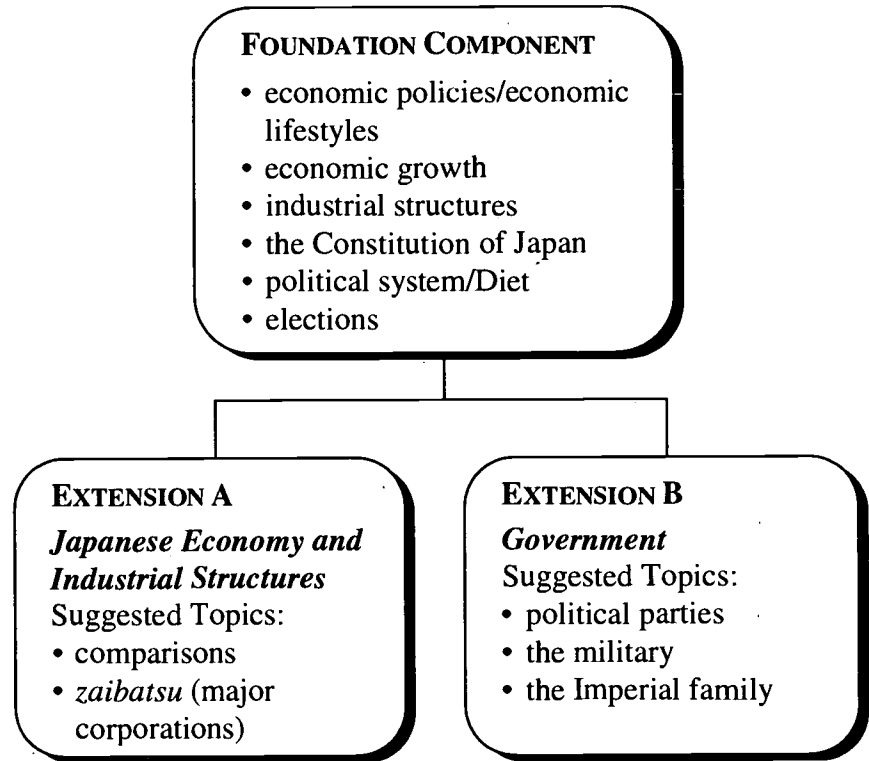 FOUNDATION COMPONENT
• economic policies/economic
lifestyles
• economic growth
• industrial structures
• the Constitution of Japan
• political system/Diet
• elections
EXTENSION A
Japanese Economy and
Industrial Structures
Suggested Topics:
• comparisons
• zaibatsu (major
corporations)
EXTENSION B
Government
Suggested Topics:
• political parties
• the military
• the Imperial family